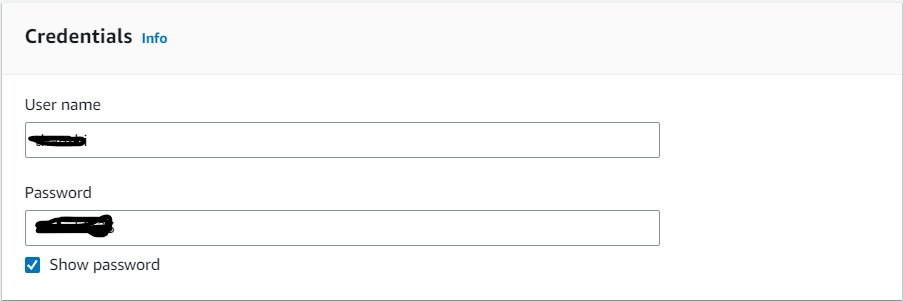 Credentials Info
User name
Password
Show password